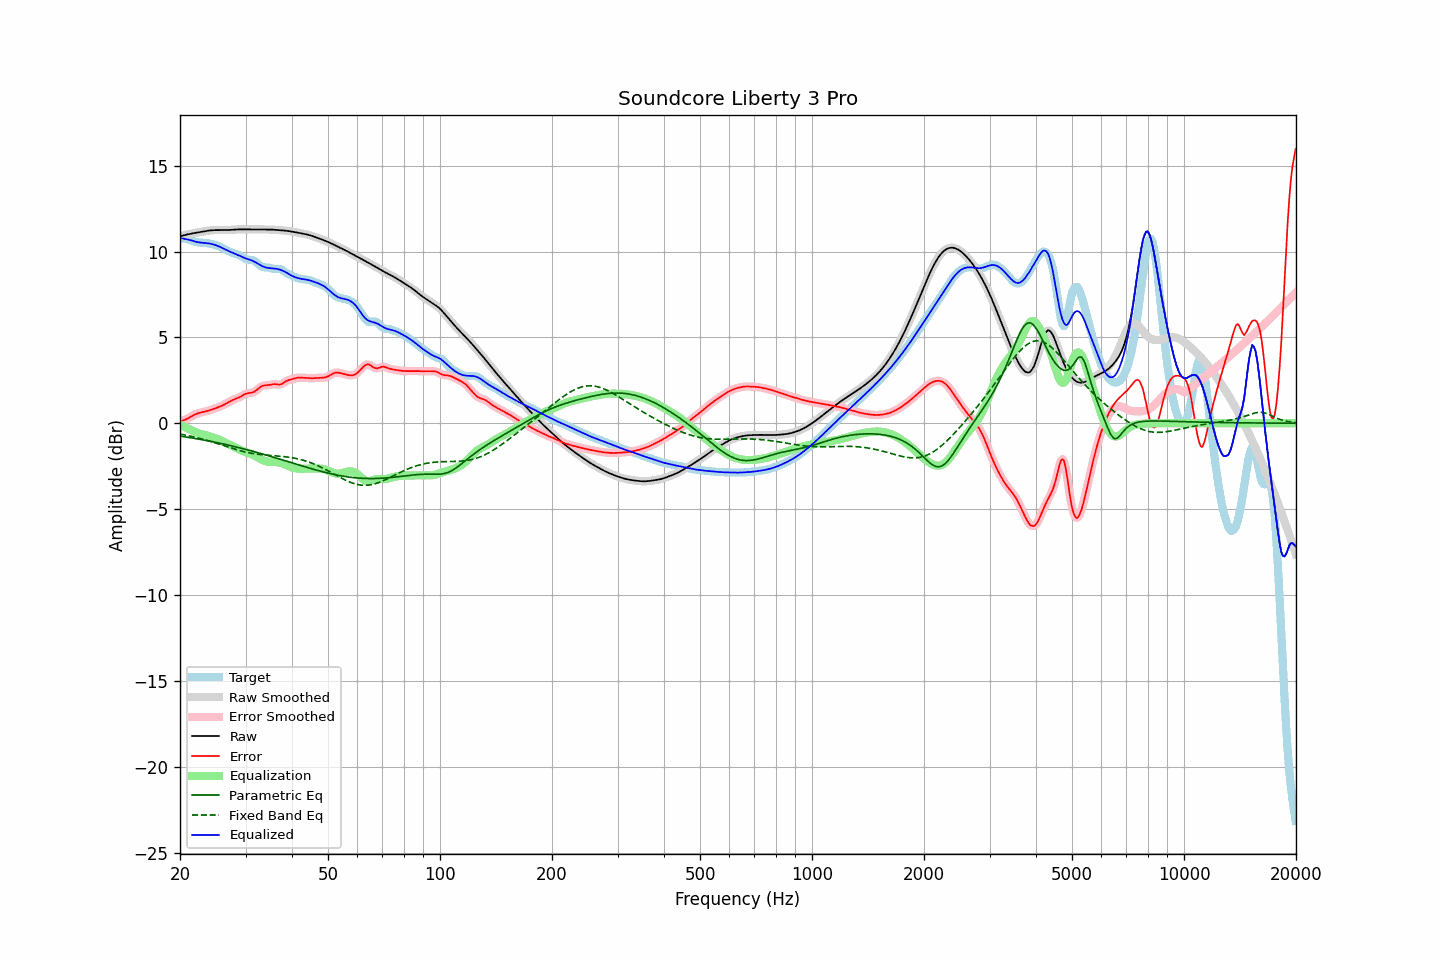 Soundcore Liberty 3 Pro
Amplitude (dBr)
15
10
5
0
−5
−10
−15
−20
−25
Target
Raw Smoothed
Error Smoothed
Raw
Error
Equalization
Parametric Eq
Fixed Band Eq
Equalized
20 50 100 200 500 1000 2000 5000 10000 20000
Frequency (Hz)